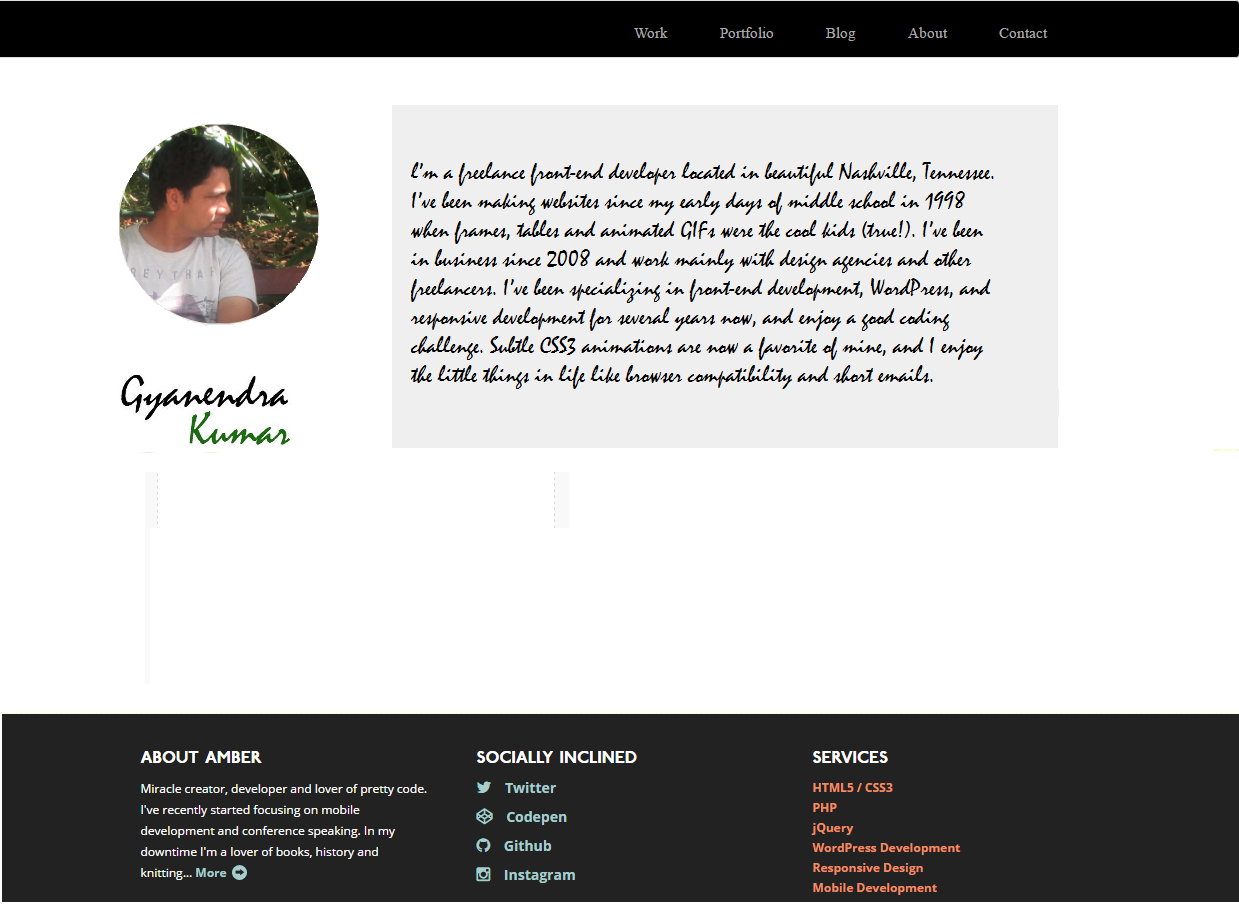 Work Portfolio Blog About Contact
I'm a freelance front-end developer located in beautiful Nashville, Tennessee.
I've been making websites since my early days of middle school in 1998
when frames, tables and animated GIFs were the cool kids (true!). I've been
in business since 2008 and work mainly with design agencies and other
freelancers. I've been specializing in front-end development, WordPress, and
responsive development for several years now, and enjoy a good coding
challenge. Subtle CSS3 animations are now a favorite of mine, and I enjoy
the little things in life like browser compatibility and short emails.
Gyanendra
Kumar
ABOUT AMBER
Miracle creator, developer and lover of pretty code.
I've recently started focusing on mobile
development and conference speaking. In my
downtime I'm a lover of books, history and
knitting... More
SOCIALLY INCLINED
Twitter
Codepen
Github
Instagram
SERVICES
HTML5 / CSS3
PHP
jQuery
WordPress Development
Responsive Design
Mobile Development